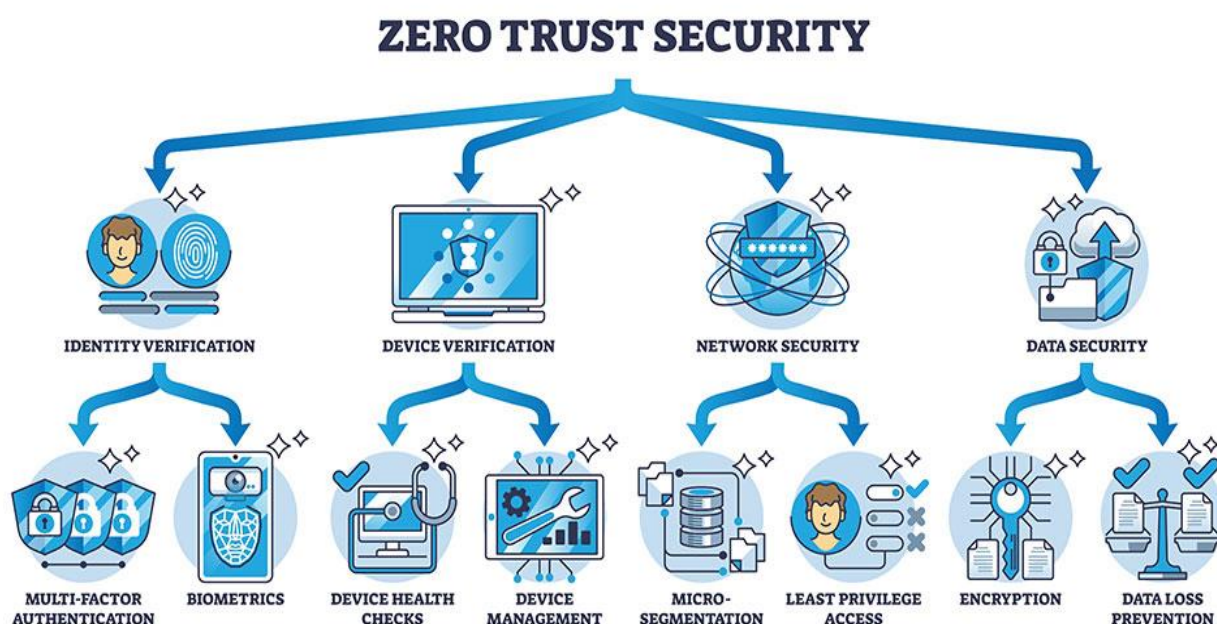 ZERO TRUST SECURITY
IDENTITY VERIFICATION
DEVICE VERIFICATION
NETWORK SECURITY
DATA SECURITY
MULTI-FACTOR
AUTHENTICATION
BIOMETRICS
DEVICE HEALTH
CHECKS
DEVICE
MANAGEMENT
MICRO-
SEGMENTATION
LEAST PRIVILEGE
ACCESS
ENCRYPTION
DATA LOSS
PREVENTION